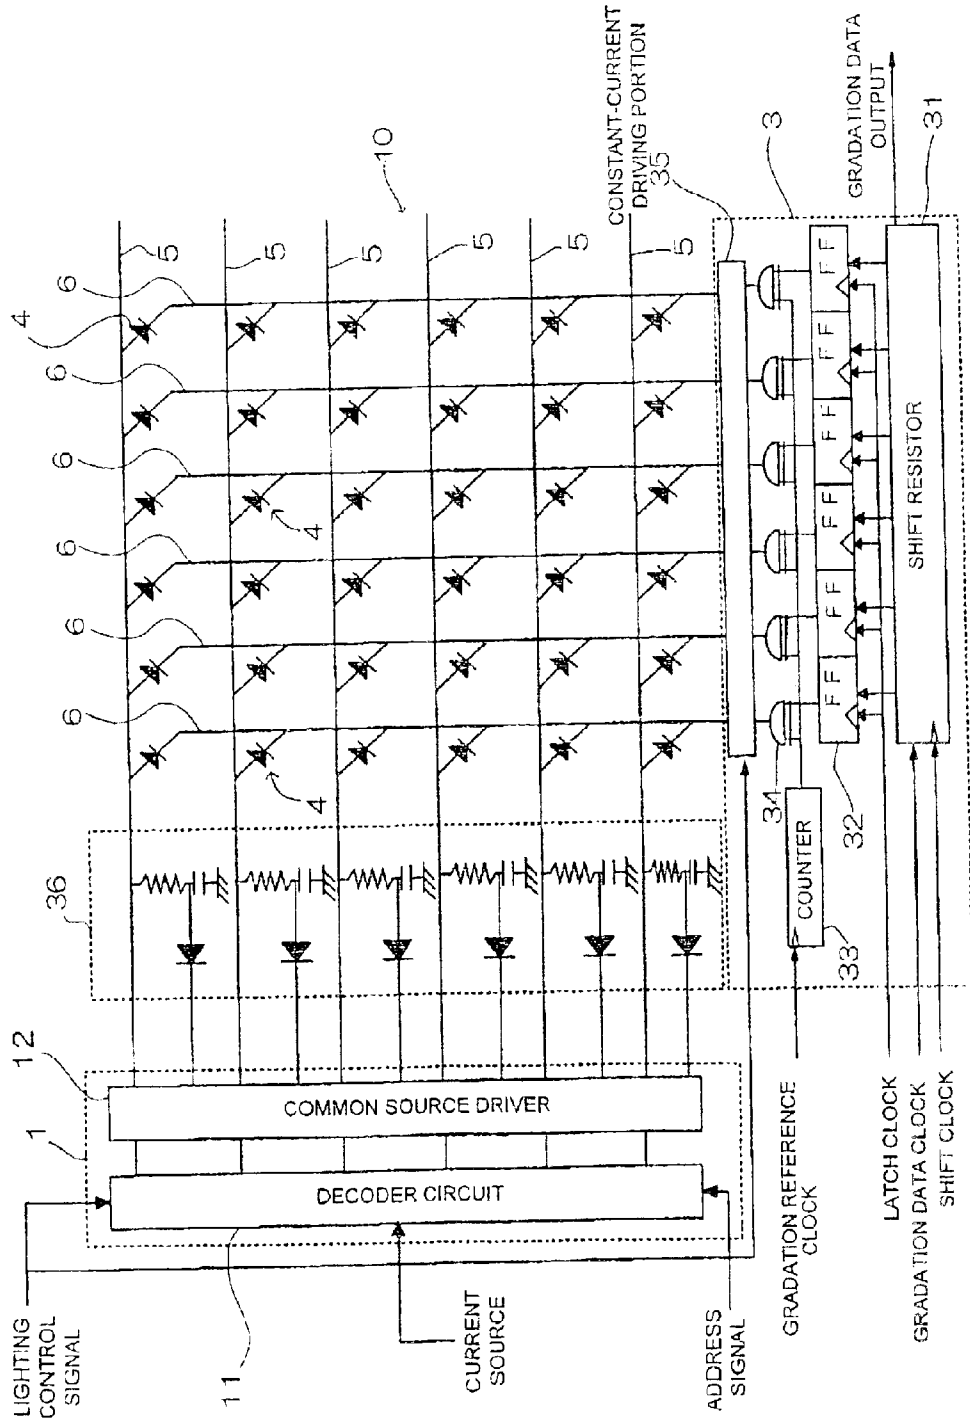 LIGHTING
CONTROL
SIGNAL
11
1
12
DECODER CIRCUIT
COMMON SOURCE DRIVER
CURRENT
SOURCE
ADDRESS
SIGNAL
36
4
4
4
6
6
6
6
6
6
5
5
5
5
5
5
10
CONSTANT-CURRENT
DRIVING PORTION
35
3
34
COUNTER
33
32
FF
FF
FF
FF
FF
FF
SHIFT RESISTOR
31
GRADATION DATA
OUTPUT
GRADATION REFERENCE
CLOCK
LATCH CLOCK
GRADATION DATA CLOCK
SHIFT CLOCK